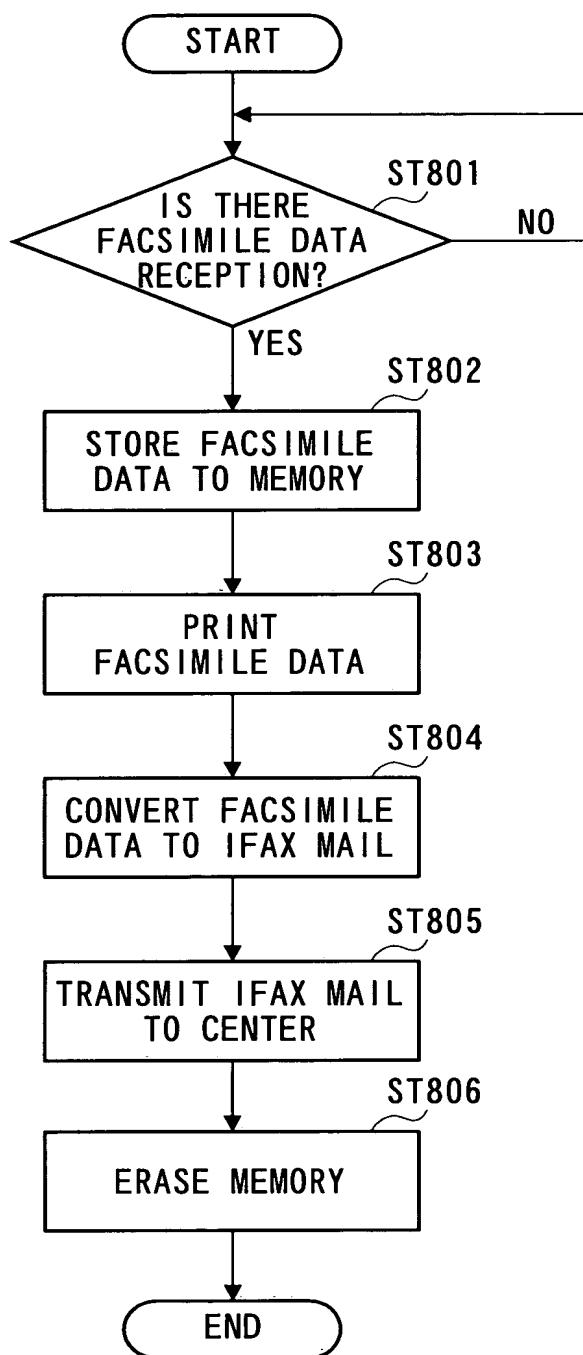 START
ST801
IS THERE
FACSIMILE DATA
RECEPTION?
NO
YES
ST802
STORE FACSIMILE
DATA TO MEMORY
ST803
PRINT
FACSIMILE DATA
ST804
CONVERT FACSIMILE
DATA TO IFAX MAIL
ST805
TRANSMIT IFAX MAIL
TO CENTER
ST806
ERASE MEMORY
END